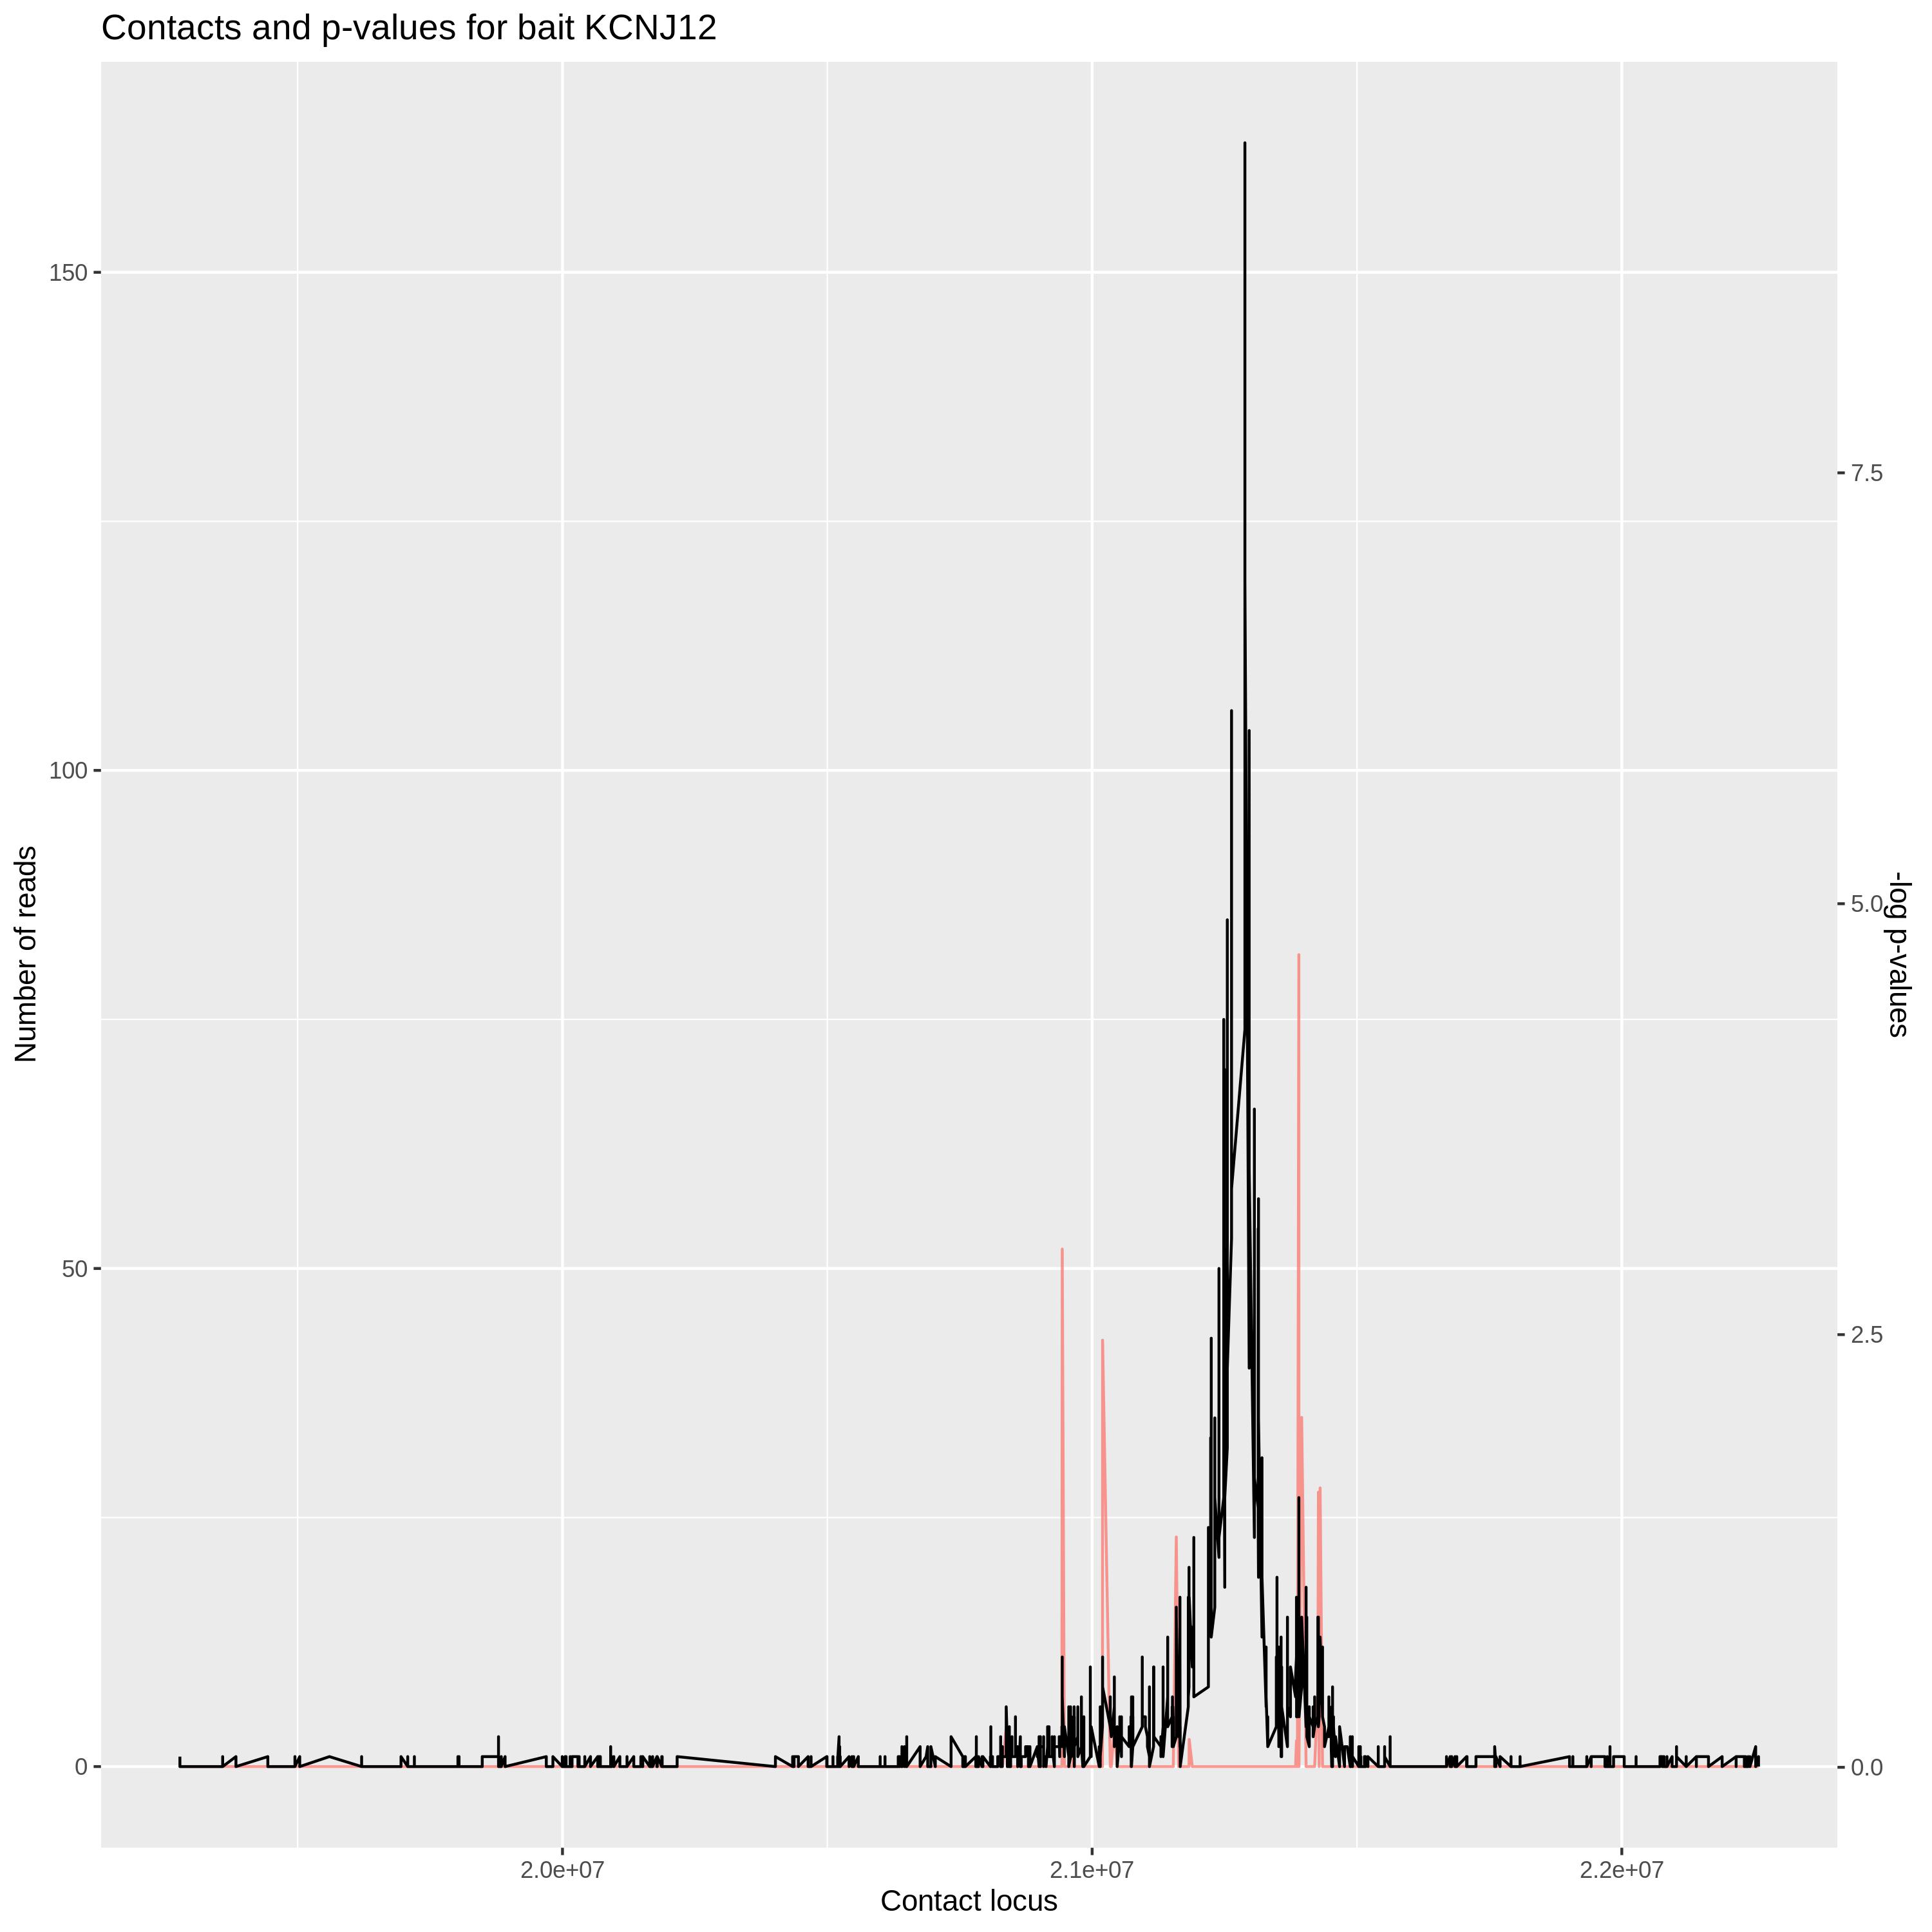 Contacts and p-values for bait KCNJ12
150
100
50
0
Number of reads
7.5
5.0
2.5
0.0
-log p-values
2.0e+07
2.1e+07
2.2e+07
Contact locus